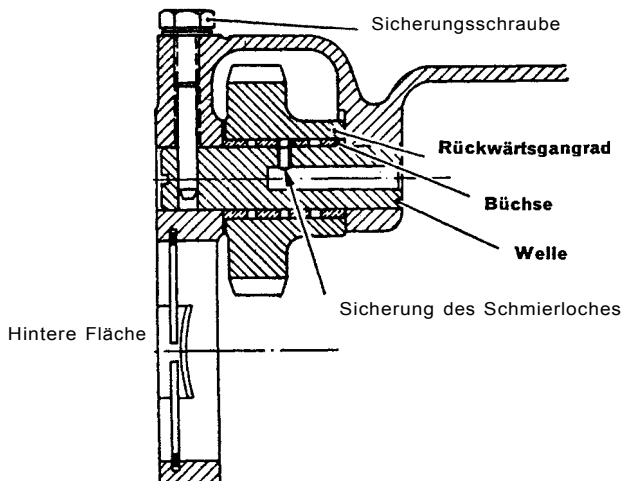 Sicherungsschraube
Rückwärtsgangrad
Büchse
Welle
Sicherung des Schmierloches
Hintere Fläche